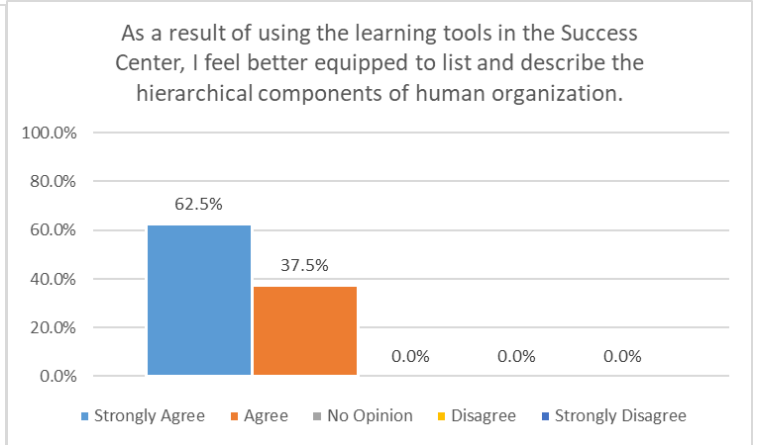 As a result of using the learning tools in the Success
Center, I feel better equipped to list and describe the
hierarchical components of human organization.
100.0%
80.0%
62.5%
60.0%
37.5%
40.0%
20.0%
0.0% 0.0% 0.0%
0.0%
Strongly Agree Agree No Opinion Disagree Strongly Disagree